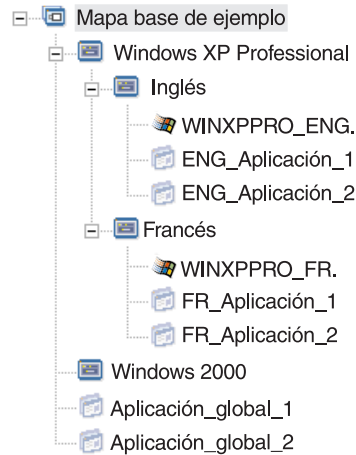 Mapa base de ejemplo
Windows XP Professional
Inglés
WINXPPRO_ENG.
ENG_Aplicación_1
ENG_Aplicación_2
Francés
WINXPPRO_FR.
FR_Aplicación_1
FR_Aplicación_2
Windows 2000
Aplicación_global_1
Aplicación_global_2